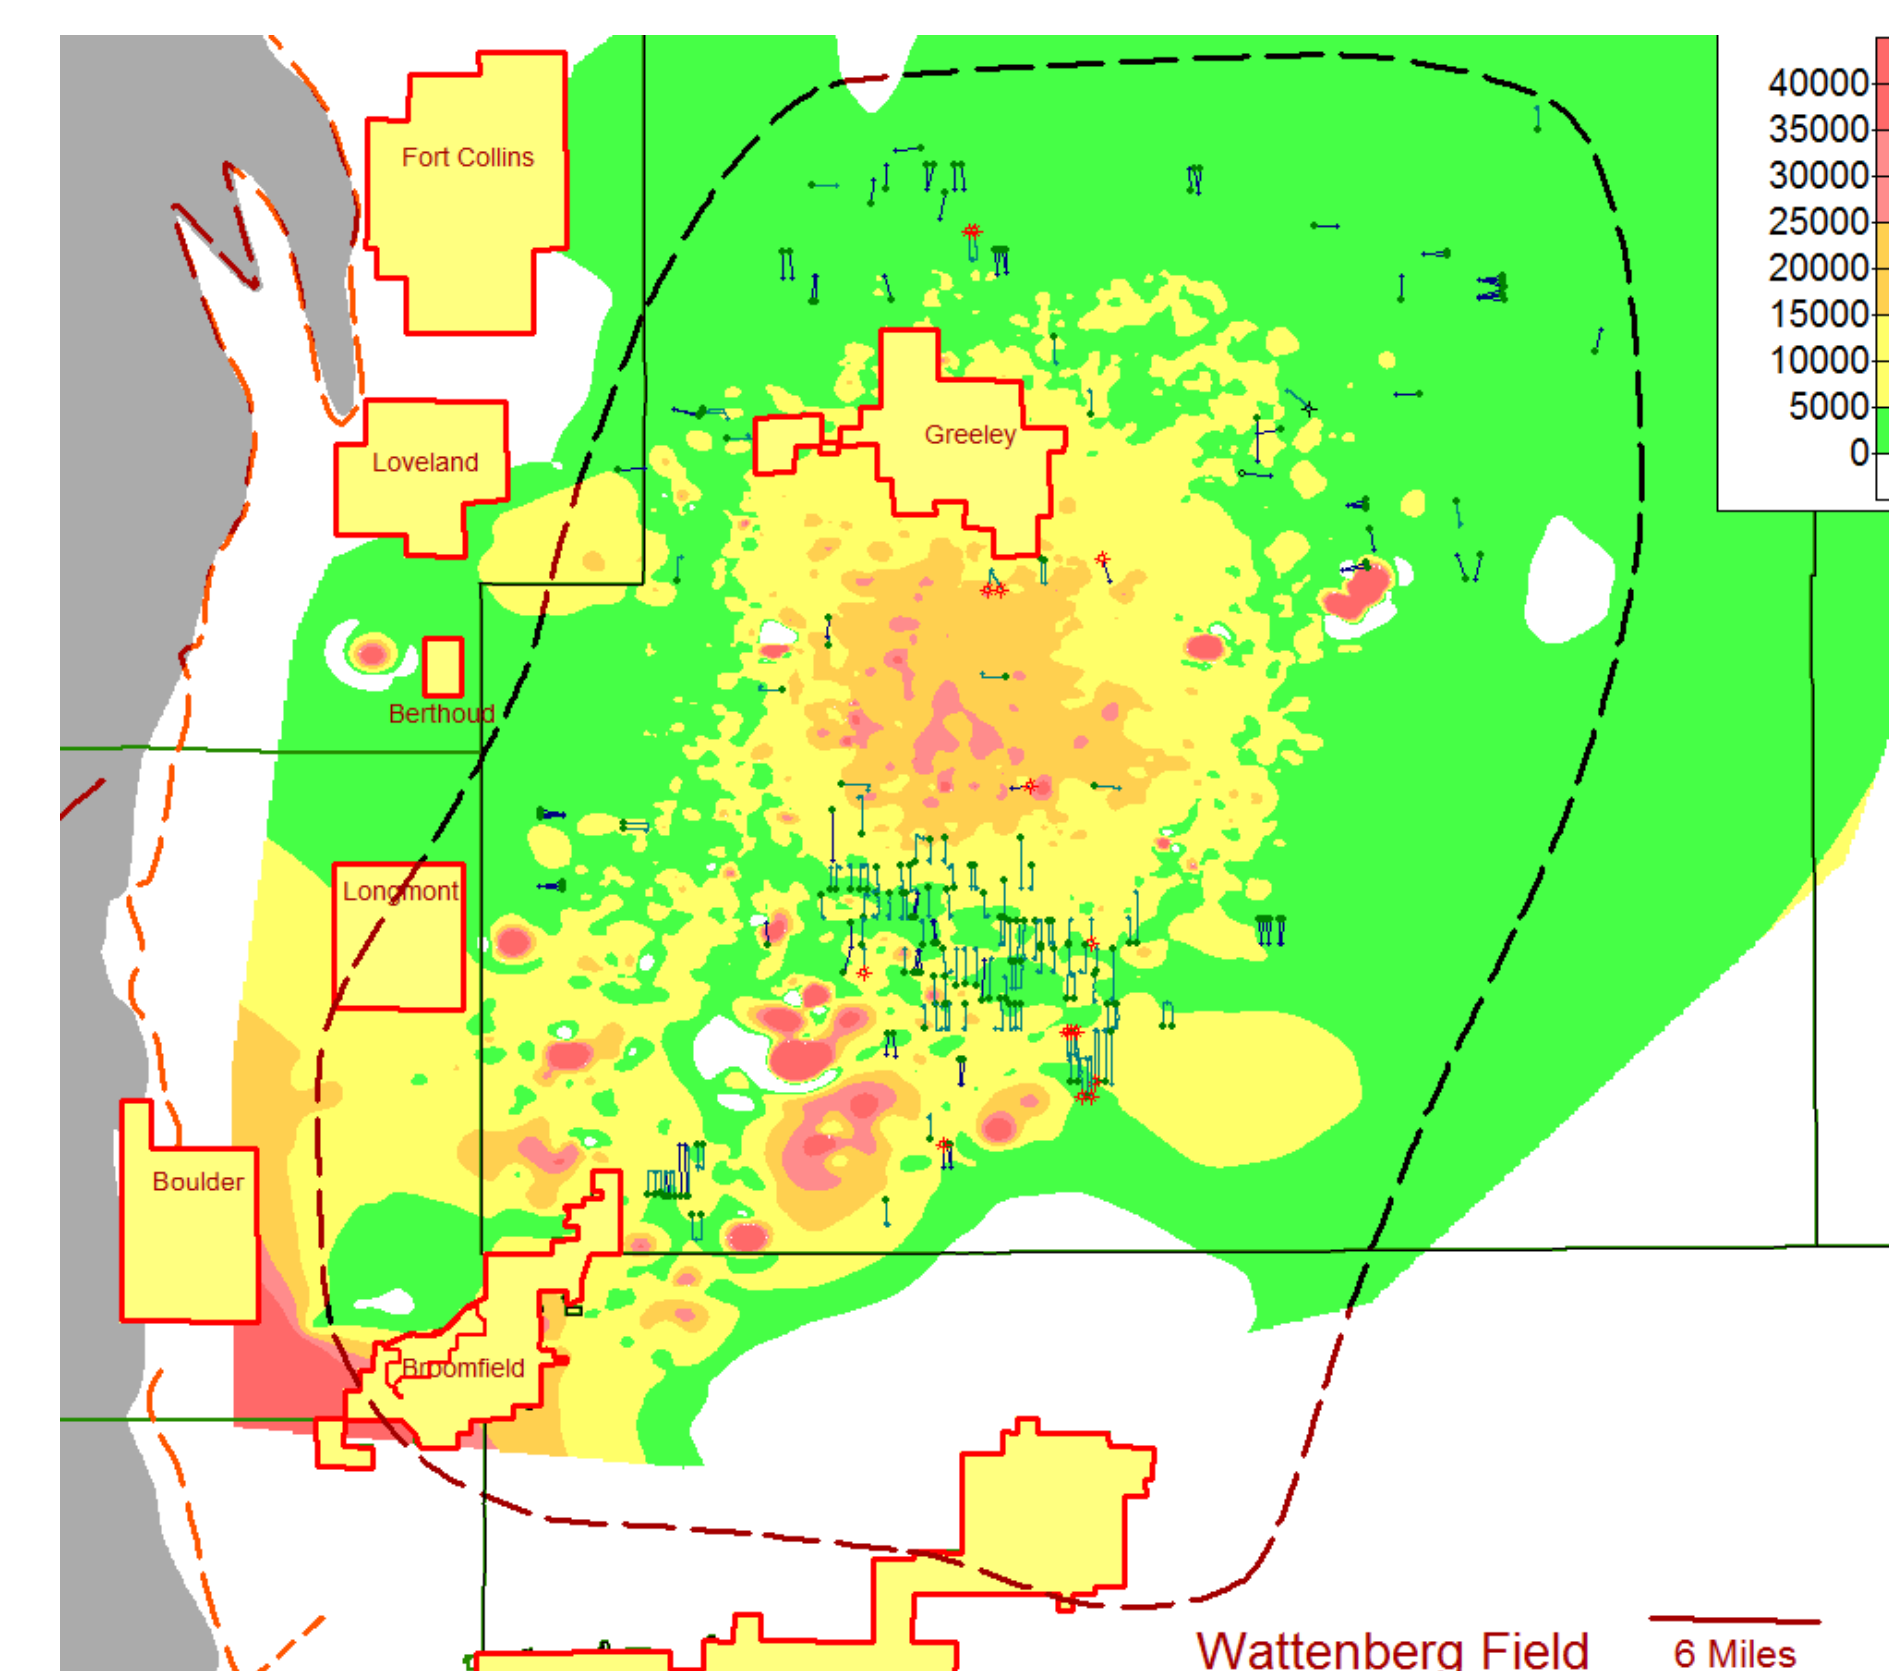 Fort Collins
40000
35000
30000
25000
20000
15000
10000
5000
0
Greeley
Loveland
Berthoud
Longmont
Boulder
Broomfield
Wattenberg Field
6 Miles